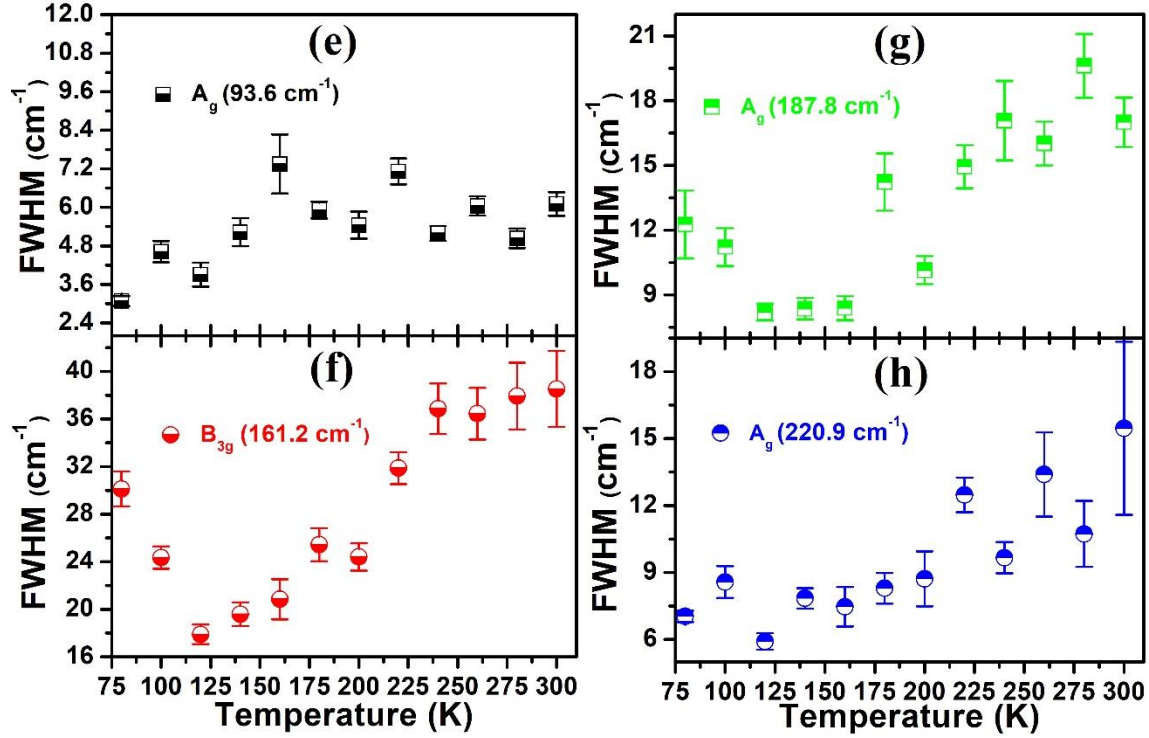 (e)
A_g (93.6 cm⁻¹)
FWHM (cm⁻¹)
12.0
10.8
9.6
8.4
7.2
6.0
4.8
3.6
2.4
(g)
A_g (187.8 cm⁻¹)
FWHM (cm⁻¹)
21
18
15
12
9
(f)
B_3g (161.2 cm⁻¹)
FWHM (cm⁻¹)
40
36
32
28
24
20
16
75 100 125 150 175 200 225 250 275 300
Temperature (K)
(h)
A_g (220.9 cm⁻¹)
FWHM (cm⁻¹)
18
15
12
9
6
75 100 125 150 175 200 225 250 275 300
Temperature (K)